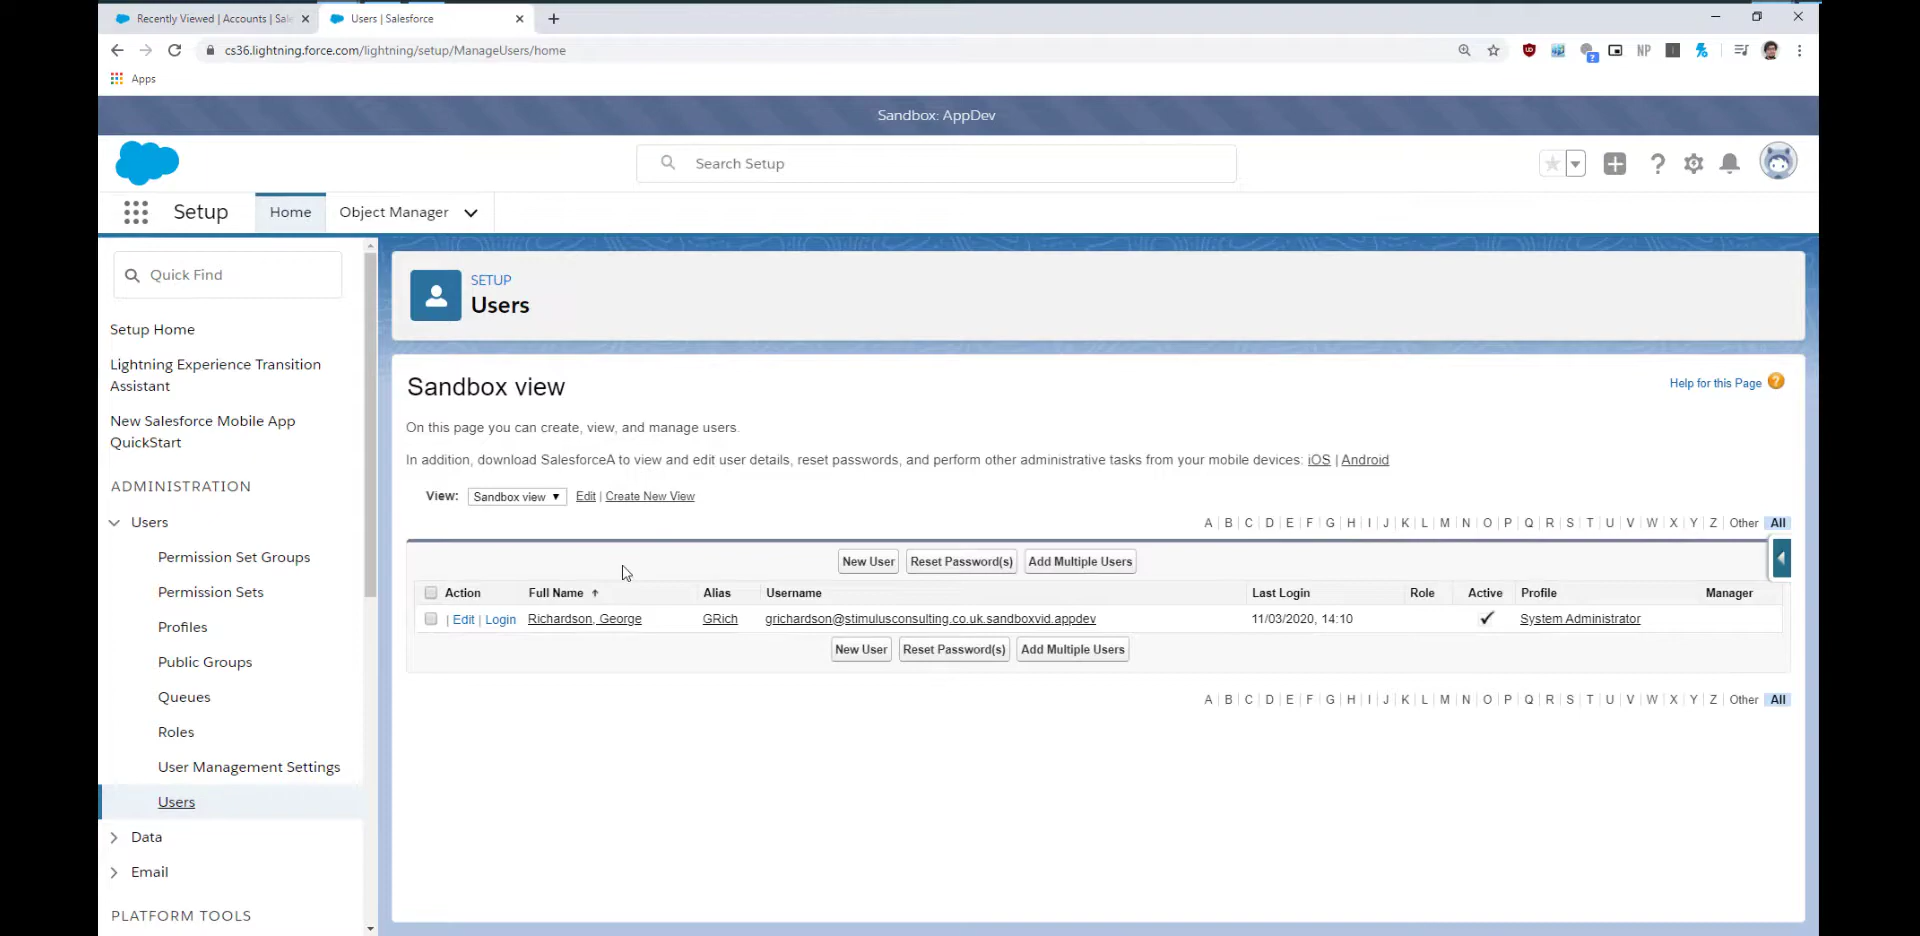 Recently Viewed | Accounts | Sal
Users | Salesforce
cs36.lightning.force.com/lightning/setup/ManageUsers/home
NP
Apps
Sandbox: AppDev
Search Setup
Setup
Home
Object Manager
Quick Find
Setup Home
Lightning Experience Transition
Assistant
New Salesforce Mobile App
QuickStart
ADMINISTRATION
Users
Permission Set Groups
Permission Sets
Profiles
Public Groups
Queues
Roles
User Management Settings
Users
Data
Email
PLATFORM TOOLS
SETUP
Users
Sandbox view
Help for this Page ?
On this page you can create, view, and manage users.
In addition, download SalesforceA to view and edit user details, reset passwords, and perform other administrative tasks from your mobile devices: iOS | Android
View: Sandbox view Edit | Create New View
A | B | C | D | E | F | G | H | I | J | K | L | M | N | O | P | Q | R | S | T | U | V | W | X | Y | Z | Other All
New User Reset Password(s) Add Multiple Users
Action Full Name ↑ Alias Username Last Login Role Active Profile Manager
| Edit | Login Richardson, George GRich grichardson@stimulusconsulting.co.uk.sandboxvid.appdev 11/03/2020, 14:10 System Administrator
New User Reset Password(s) Add Multiple Users
A | B | C | D | E | F | G | H | I | J | K | L | M | N | O | P | Q | R | S | T | U | V | W | X | Y | Z | Other All